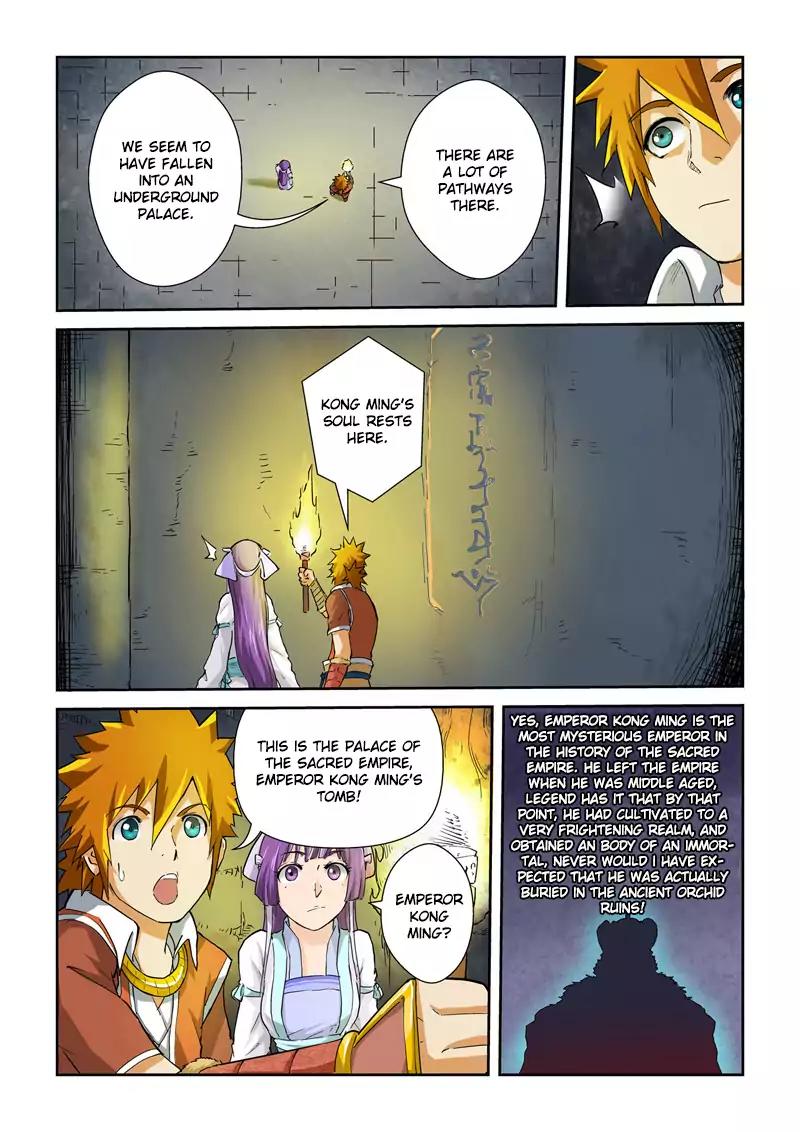 WE SEEM TO
HAVE FALLEN
INTO AN
UNDERGROUND
PALACE.
THERE ARE
A LOT OF
PATHWAYS
THERE.
KONG MING'S
SOUL RESTS
HERE.
THIS IS THE PALACE OF
THE SACRED EMPIRE,
EMPEROR KONG MING'S
TOMB!
EMPEROR
KONG
MING?
YES, EMPEROR KONG MING IS THE
MOST MYSTERIOUS EMPEROR IN
THE HISTORY OF THE SACRED
EMPIRE. HE LEFT THE EMPIRE
WHEN HE WAS MIDDLE AGED,
LEGEND HAS IT THAT BY THAT
POINT, HE HAD CULTIVATED TO A
VERY FRIGHTENING REALM, AND
OBTAINED AN BODY OF AN IMMOR-
TAL, NEVER WOULD I HAVE EX-
PECTED THAT HE WAS ACTUALLY
BURIED IN THE ANCIENT ORCHID
RUINS!